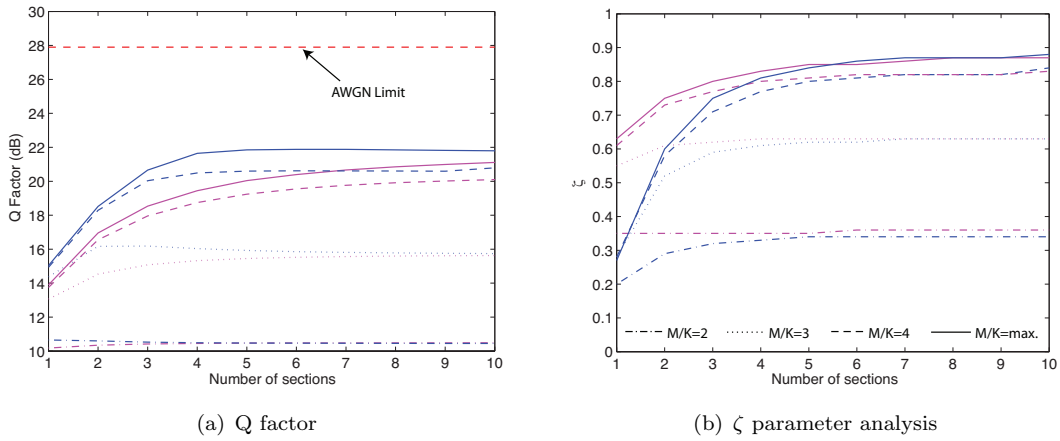 30
28
26
24
22
20
18
16
14
12
10
Q Factor (dB)
AWGN Limit
1 2 3 4 5 6 7 8 9 10
Number of sections
(a) Q factor
1
0.9
0.8
0.7
0.6
0.5
0.4
0.3
0.2
0.1
0
ζ
M/K=2 M/K=3 M/K=4 M/K=max.
1 2 3 4 5 6 7 8 9 10
Number of sections
(b) ζ parameter analysis